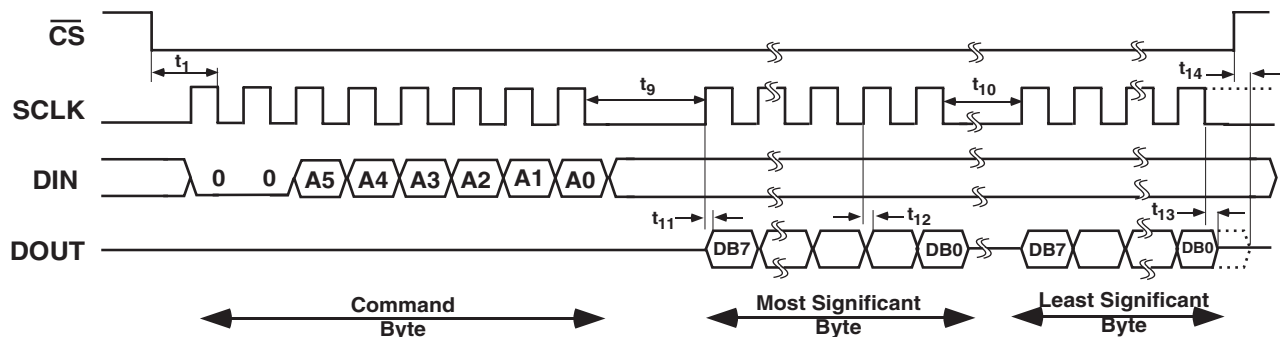 CS
t1
SCLK
t9
t10
t14
DIN
0 0 A5 A4 A3 A2 A1 A0
t11
t12
t13
DOUT
DB7 DB0 DB7 DB0
Command
Byte
Most Significant
Byte
Least Significant
Byte